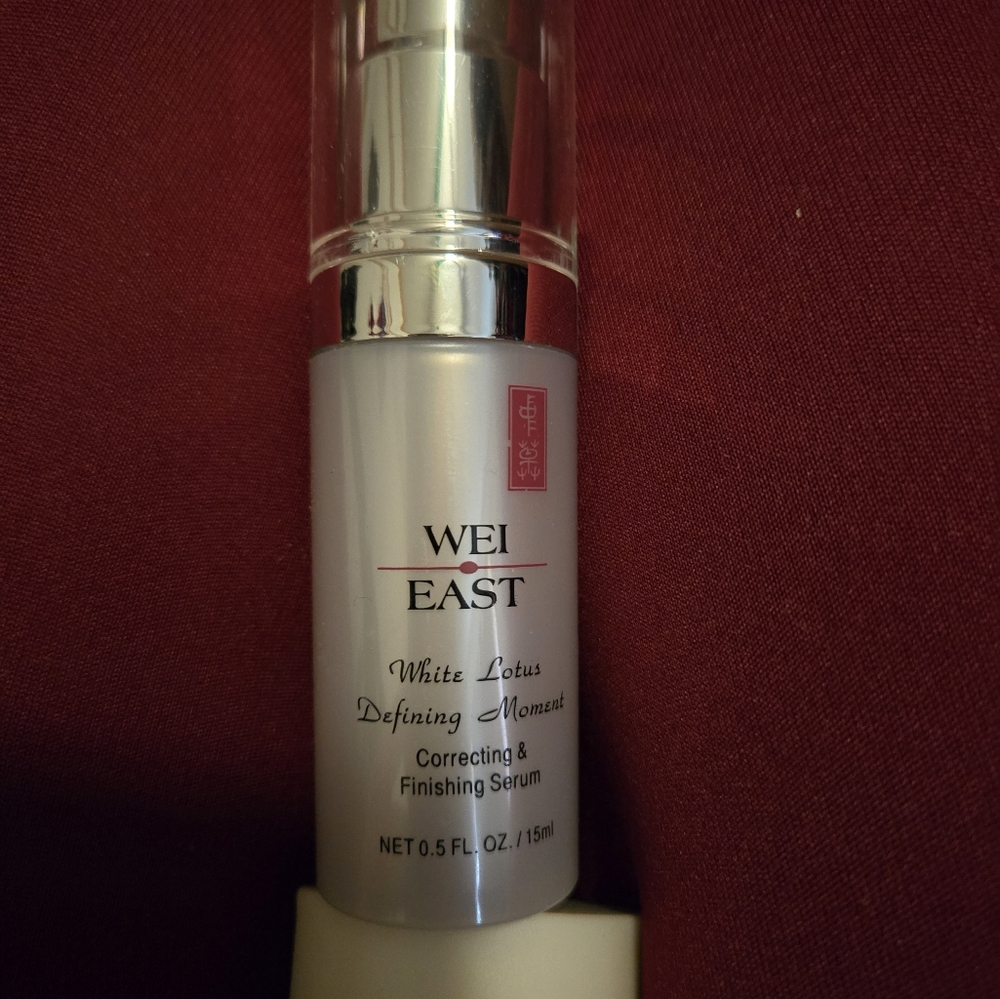 WEI
EAST
White Lotus
Defining Moment
Correcting &
Finishing Serum
NET 0.5 FL. OZ. / 15ml